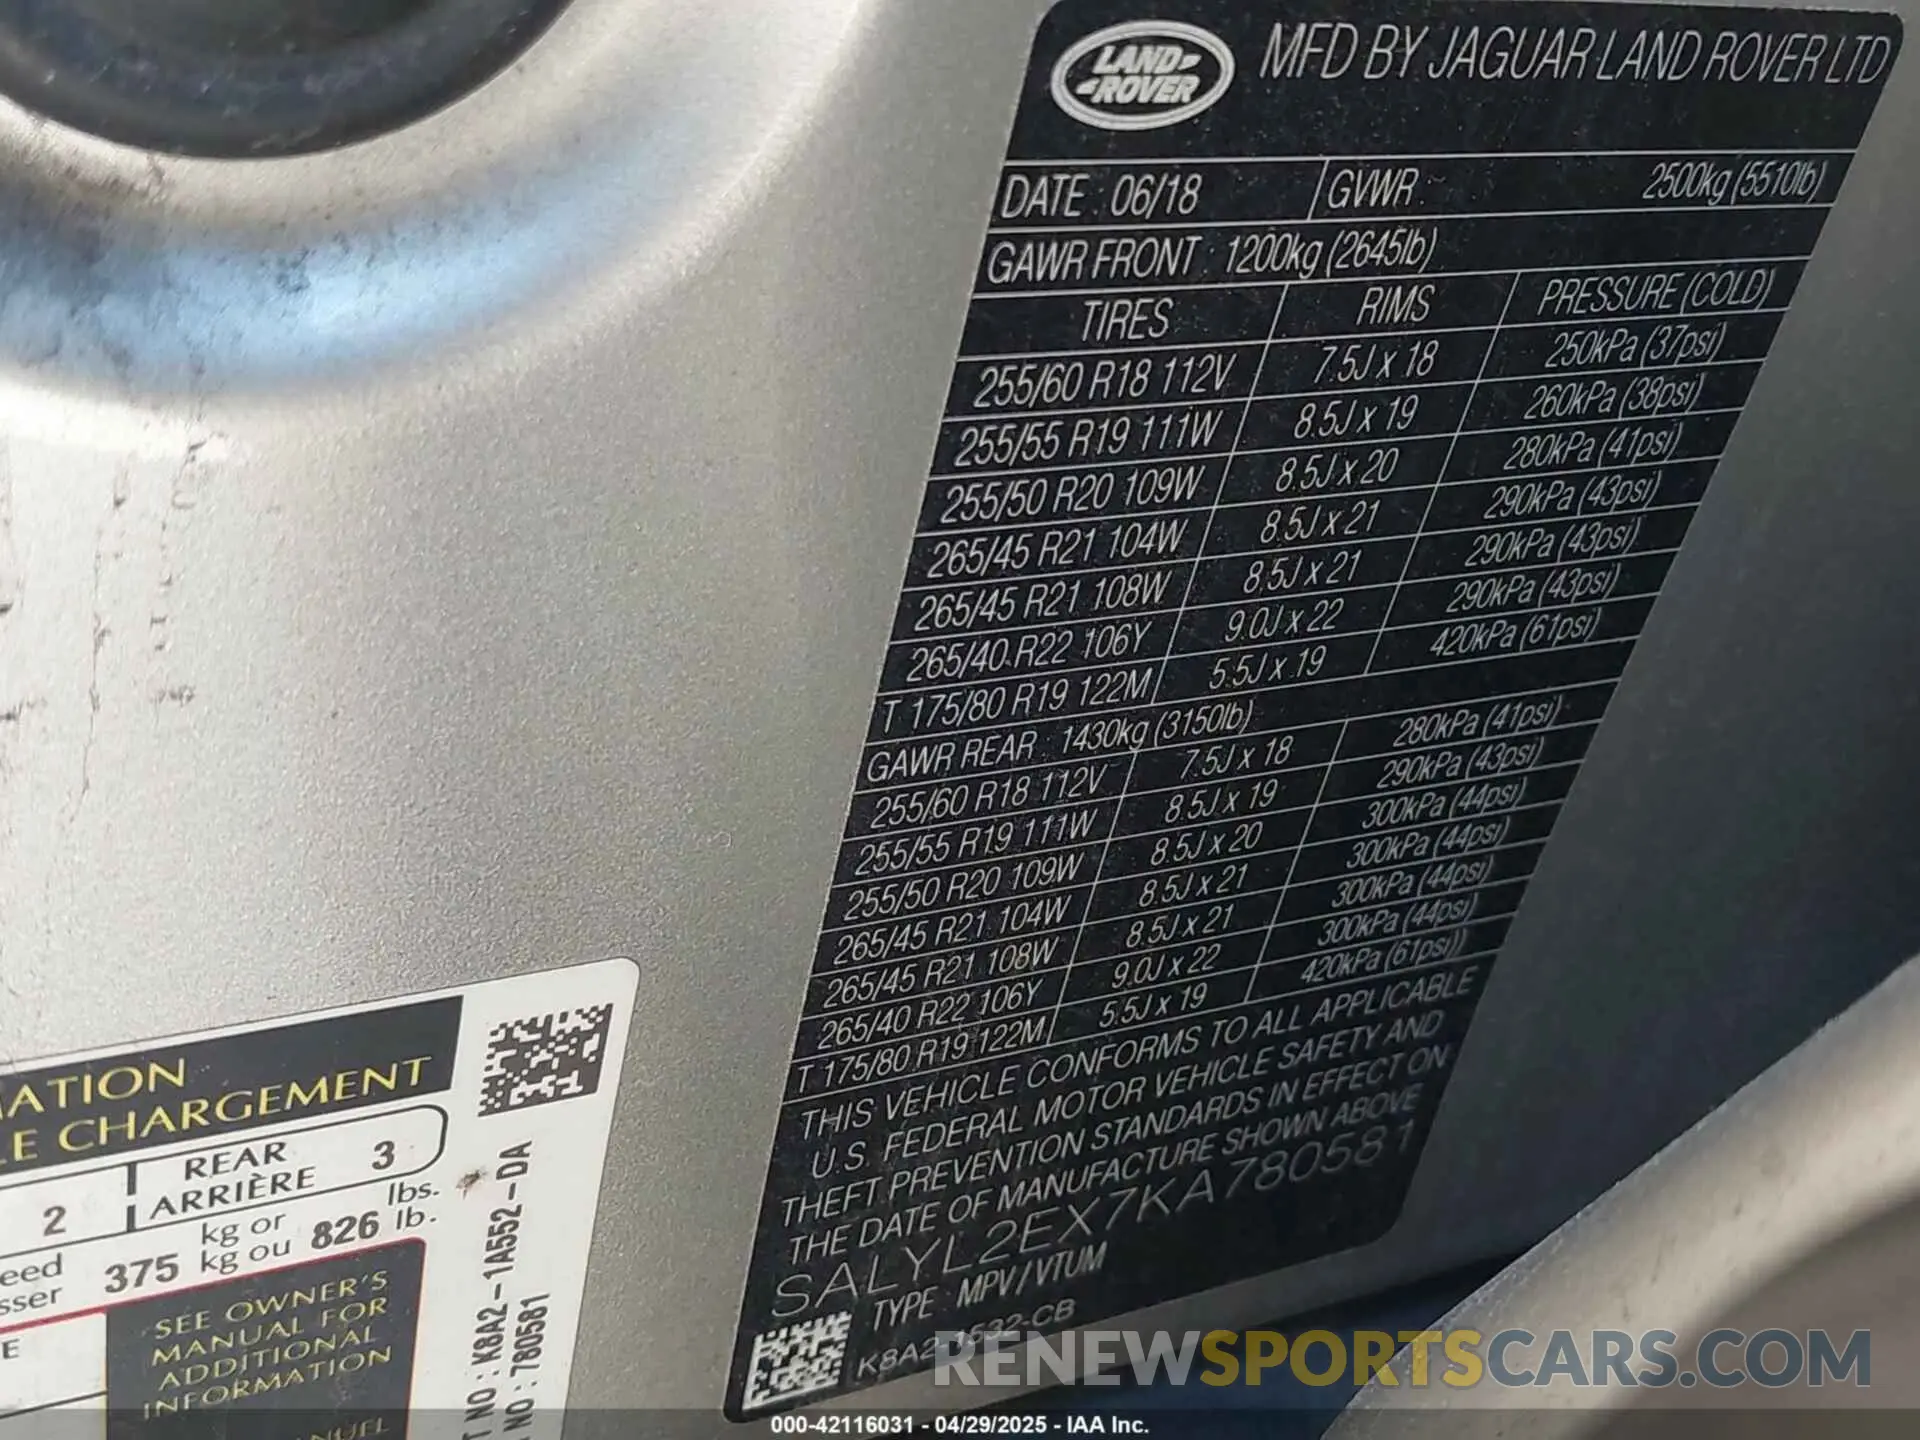 LAND-
-ROVER
MFD BY JAGUAR LAND ROVER LTD
DATE : 06/18 GVWR : 2500kg (5510lb)
GAWR FRONT : 1200kg (2645lb)
TIRES RIMS PRESSURE (COLD)
255/60 R18 112V 7.5J x 18 250kPa (37psi)
255/55 R19 111W 8.5J x 19 260kPa (38psi)
255/50 R20 109W 8.5J x 20 280kPa (41psi)
265/45 R21 104W 8.5J x 21 290kPa (43psi)
265/45 R21 108W 8.5J x 21 290kPa (43psi)
265/40 R22 106Y 9.0J x 22 290kPa (43psi)
T 175/80 R19 122M 5.5J x 19 420kPa (61psi)
GAWR REAR : 1430kg (3150lb)
255/60 R18 112V 7.5J x 18 280kPa (41psi)
255/55 R19 111W 8.5J x 19 290kPa (43psi)
255/50 R20 109W 8.5J x 20 300kPa (44psi)
265/45 R21 104W 8.5J x 21 300kPa (44psi)
265/45 R21 108W 8.5J x 21 300kPa (44psi)
265/40 R22 106Y 9.0J x 22 300kPa (44psi)
T 175/80 R19 122M 5.5J x 19 420kPa (61psi))
THIS VEHICLE CONFORMS TO ALL APPLICABLE
U.S. FEDERAL MOTOR VEHICLE SAFETY AND
THEFT PREVENTION STANDARDS IN EFFECT ON
THE DATE OF MANUFACTURE SHOWN ABOVE
SALYL2EX7KA780581
TYPE MPV/VTUM
K8A2-1532-CB
MATION
LE CHARGEMENT
2 REAR 3
ARRIÈRE
eed 375 kg or 826 lbs.
sser kg ou lb.
E
SEE OWNER'S
MANUAL FOR
ADDITIONAL
INFORMATION
ANUEL
T NO : K8A2-1A552-DA
NO : 780581
RENEWSPORTSCARS.COM
000-42116031 - 04/29/2025 - IAA Inc.